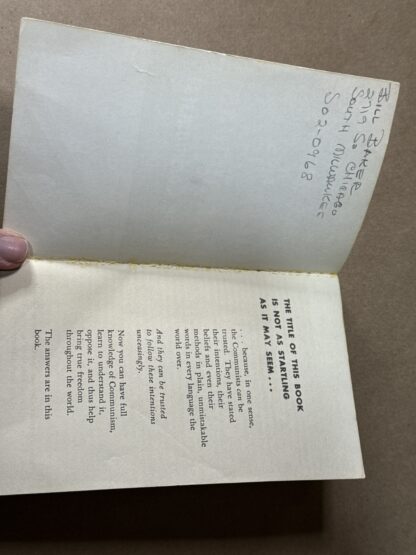 BILL BAKER
2719 SO CHICAGO
SOUTH MILWAUKEE
SO2-0968
THE TITLE OF THIS BOOK
IS NOT AS STARTLING
AS IT MAY SEEM . . .
. . . because, in one sense,
the Communists can be
trusted. They have stated
their intentions, their
beliefs and even their
methods in plain, unmistakable
words in every language the
world over.
And they can be trusted
to follow these intentions
unceasingly.
Now you can have full
knowledge of Communism,
learn to understand it,
oppose it, and thus help
bring true freedom
throughout the world.
The answers are in this
book.